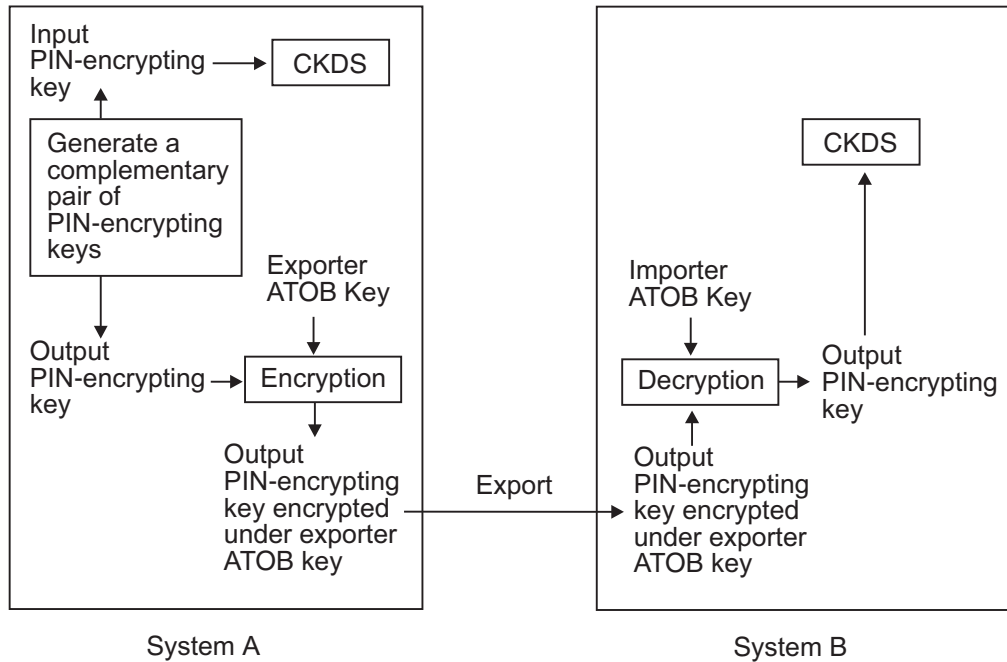 Input
PIN-encrypting
key
CKDS
Generate a
complementary
pair of
PIN-encrypting
keys
Exporter
ATOB Key
Output
PIN-encrypting
key
Encryption
Output
PIN-encrypting
key encrypted
under exporter
ATOB key
Export
CKDS
Importer
ATOB Key
Decryption
Output
PIN-encrypting
key
Output
PIN-encrypting
key encrypted
under exporter
ATOB key
System A
System B